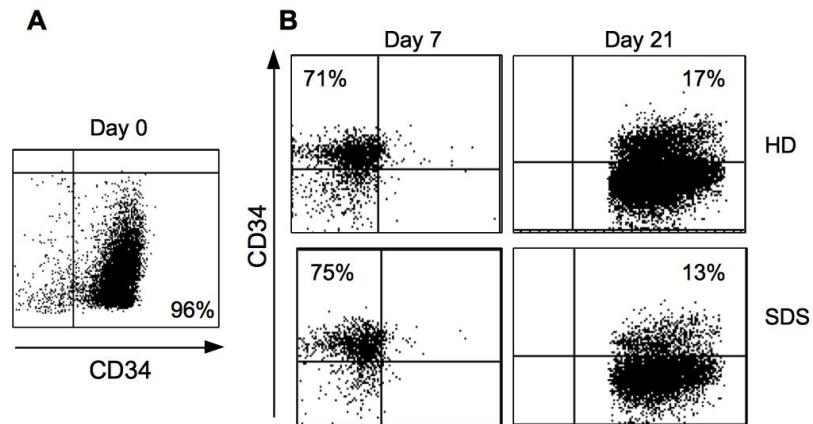 A
Day 0
96%
CD34
B
Day 7
Day 21
71%
17%
HD
CD34
75%
13%
SDS